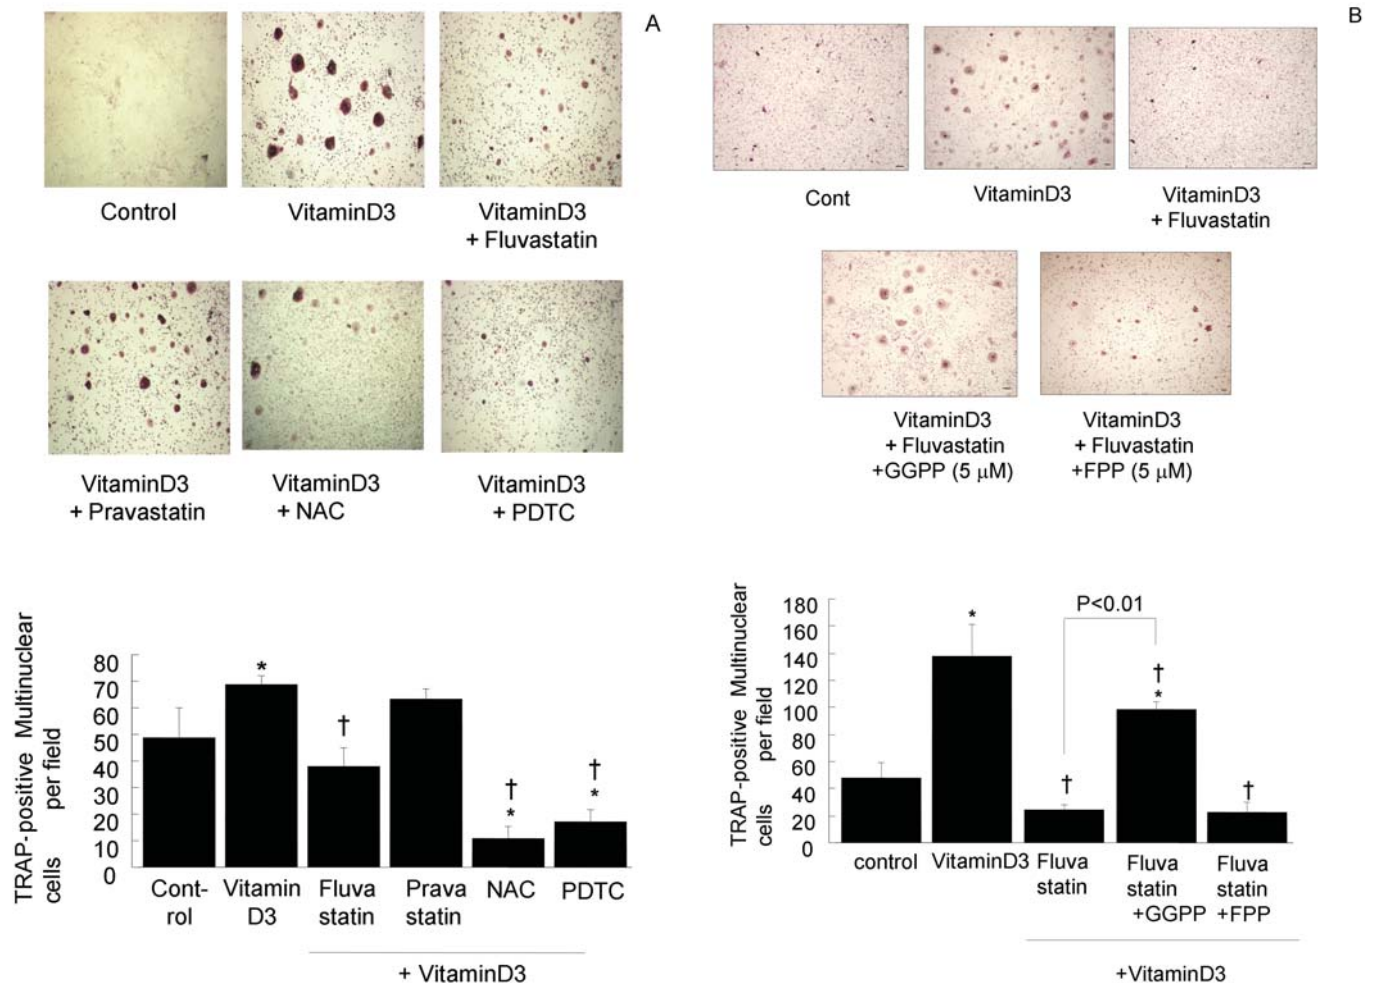 A
Control
VitaminD3
VitaminD3
+ Fluvastatin
VitaminD3
+ Pravastatin
VitaminD3
+ NAC
VitaminD3
+ PDTC
TRAP-positive Multinuclear
cells per field
80
70
60
50
40
30
20
10
0
Cont-
rol
Vitamin
D3
Fluva
statin
Prava
statin
NAC
PDTC
*
†
†
*
†
*
+ VitaminD3
B
Cont
VitaminD3
VitaminD3
+ Fluvastatin
VitaminD3
+ Fluvastatin
+GGPP (5 μM)
VitaminD3
+ Fluvastatin
+FPP (5 μM)
TRAP-positive Multinuclear
cells per field
180
160
140
120
100
80
60
40
20
0
P<0.01
*
†
†
*
†
control
VitaminD3
Fluva
statin
Fluva
statin
+GGPP
Fluva
statin
+FPP
+VitaminD3